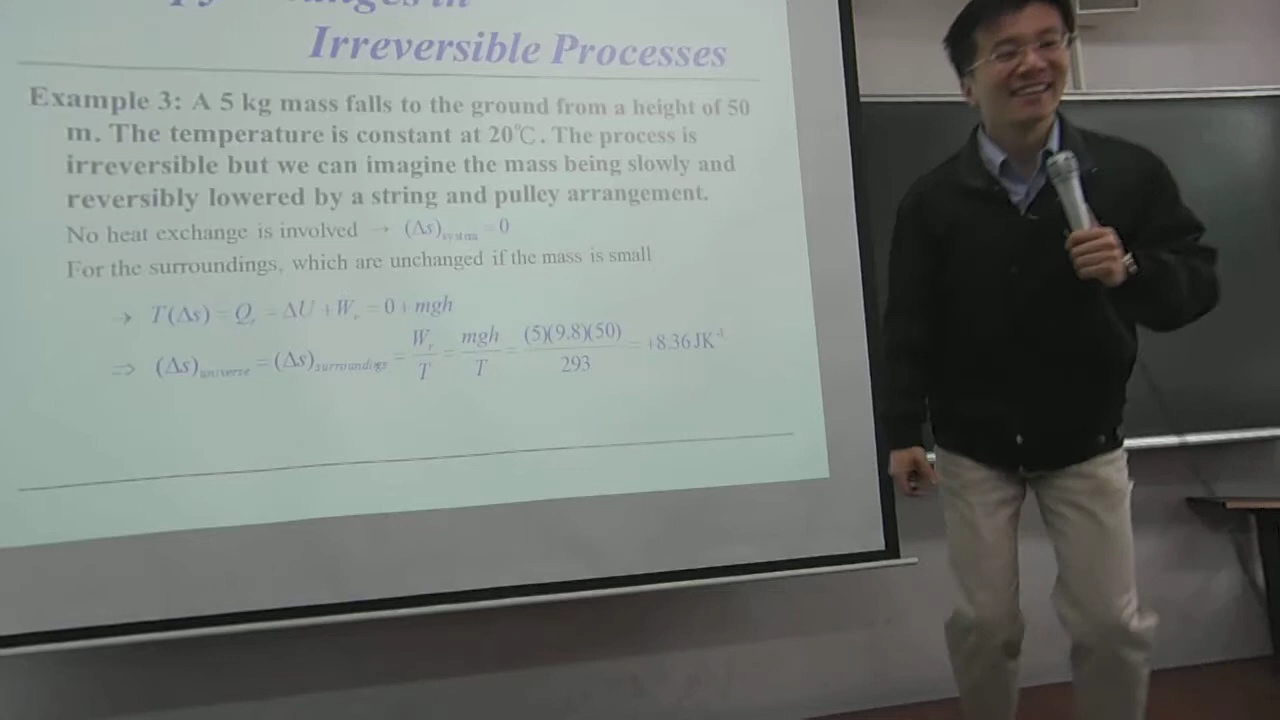 Irreversible Processes
Example 3: A 5 kg mass falls to the ground from a height of 50
m. The temperature is constant at 20℃. The process is
irreversible but we can imagine the mass being slowly and
reversibly lowered by a string and pulley arrangement.
No heat exchange is involved → (Δs)system = 0
For the surroundings, which are unchanged if the mass is small
→ T(Δs) = Qr = ΔU + Wr = 0 + mgh
⇒ (Δs)universe = (Δs)surroundings = Wr/T = mgh/T = (5)(9.8)(50)/293 = +8.36 JK⁻¹